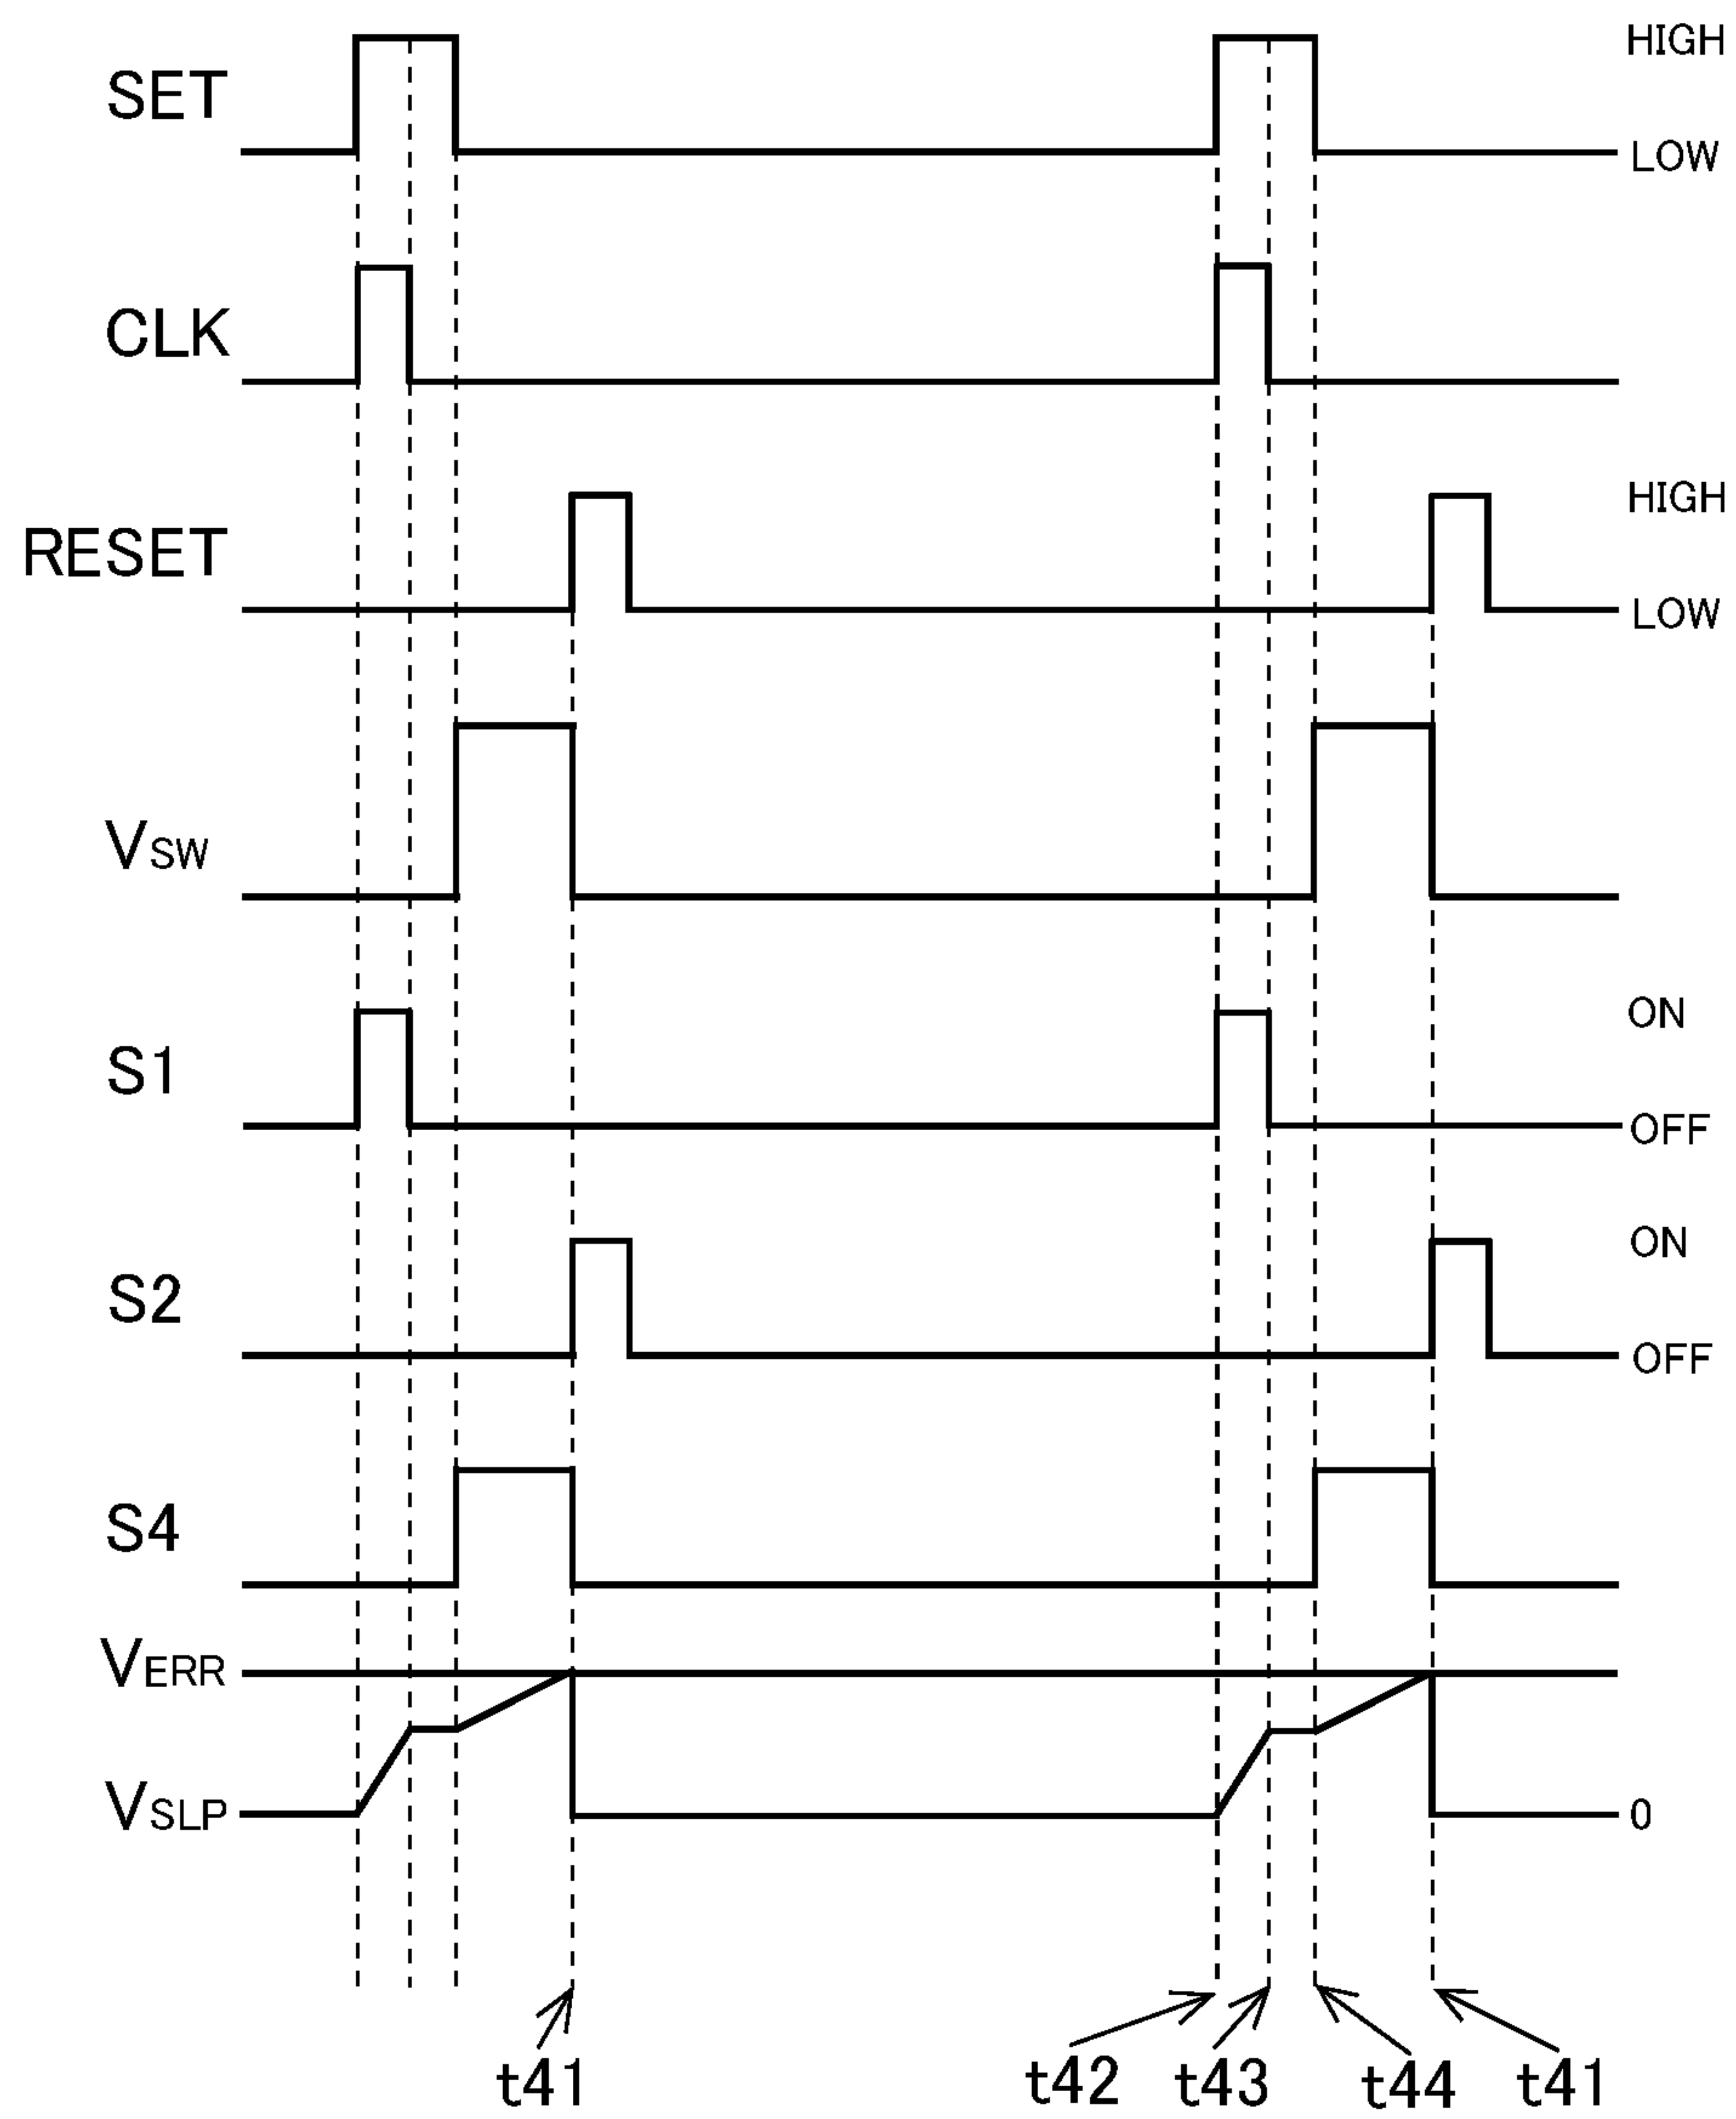 HIGH
SET
LOW
CLK
HIGH
RESET
LOW
VSW
ON
S1
OFF
ON
S2
OFF
S4
VERR
VSLP
0
t41
t42
t43
t44
t41